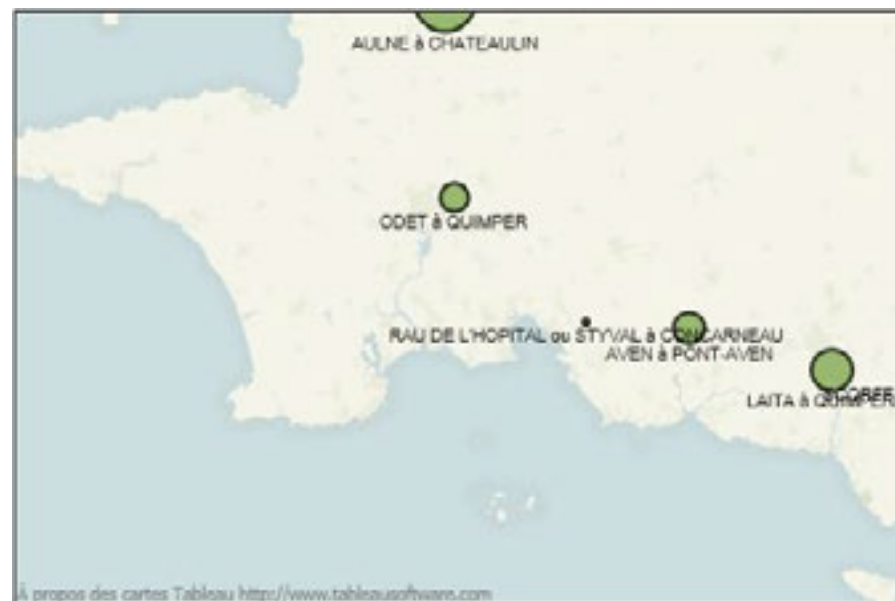 AULNE à CHATEAULIN
ODET à QUIMPER
RAU DE L'HOPITAL ou STYVAL à CONCARNEAU
AVEN à PONT-AVEN
LAITA à
À propos des cartes Tableau http://www.tableausoftware.com